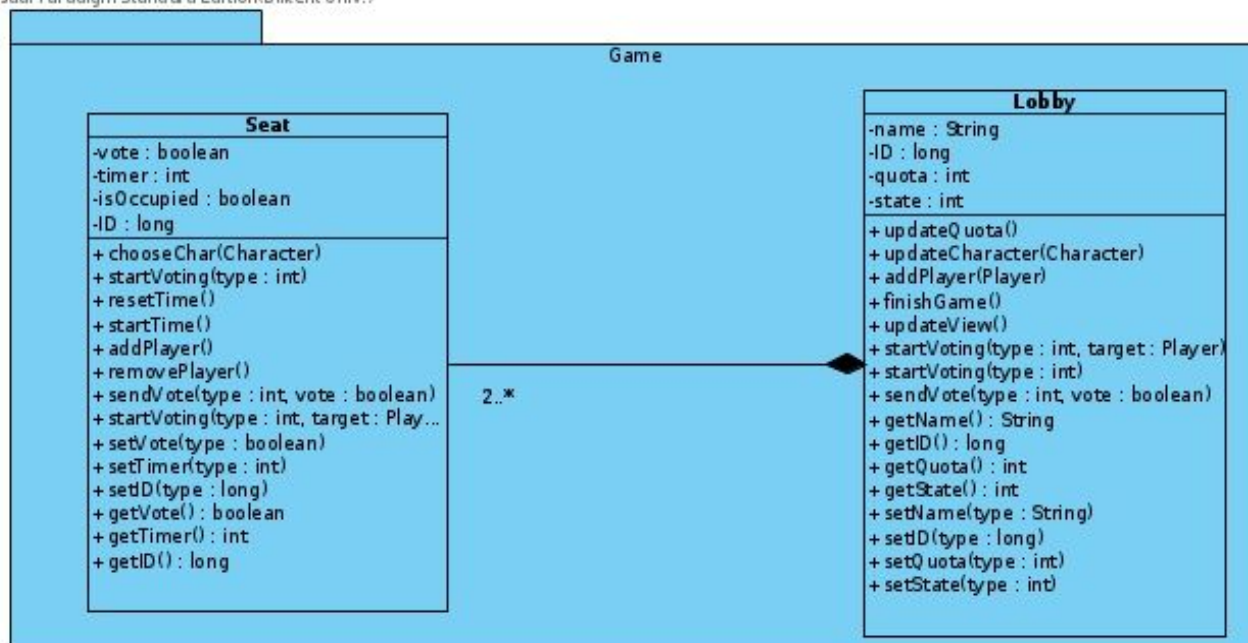 Game
Seat
-vote : boolean
-timer : int
-isOccupied : boolean
-ID : long
+ chooseChar(Character)
+ startVoting(type : int)
+ resetTime()
+ startTime()
+ addPlayer()
+ removePlayer()
+ sendVote(type : int, vote : boolean)
+ startVoting(type : int, target : Play...
+ setVote(type : boolean)
+ setTimer(type : int)
+ setID(type : long)
+ getVote() : boolean
+ getTimer() : int
+ getID() : long
2..*
Lobby
-name : String
-ID : long
-quota : int
-state : int
+ updateQuota()
+ updateCharacter(Character)
+ addPlayer(Player)
+ finishGame()
+ updateView()
+ startVoting(type : int, target : Player)
+ startVoting(type : int)
+ sendVote(type : int, vote : boolean)
+ getName() : String
+ getID() : long
+ getQuota() : int
+ getState() : int
+ setName(type : String)
+ setID(type : long)
+ setQuota(type : int)
+ setState(type : int)